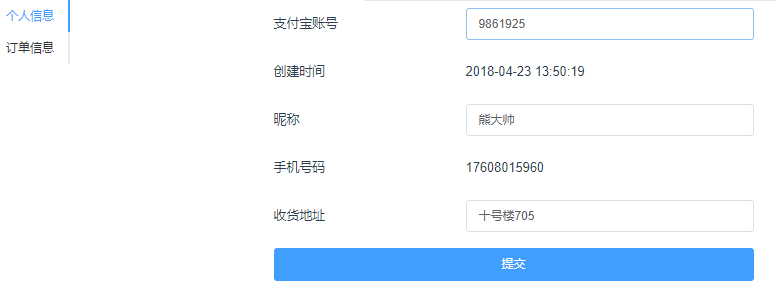 个人信息
订单信息
支付宝账号 9861925
创建时间 2018-04-23 13:50:19
昵称 熊大帅
手机号码 17608015960
收货地址 十号楼705
提交